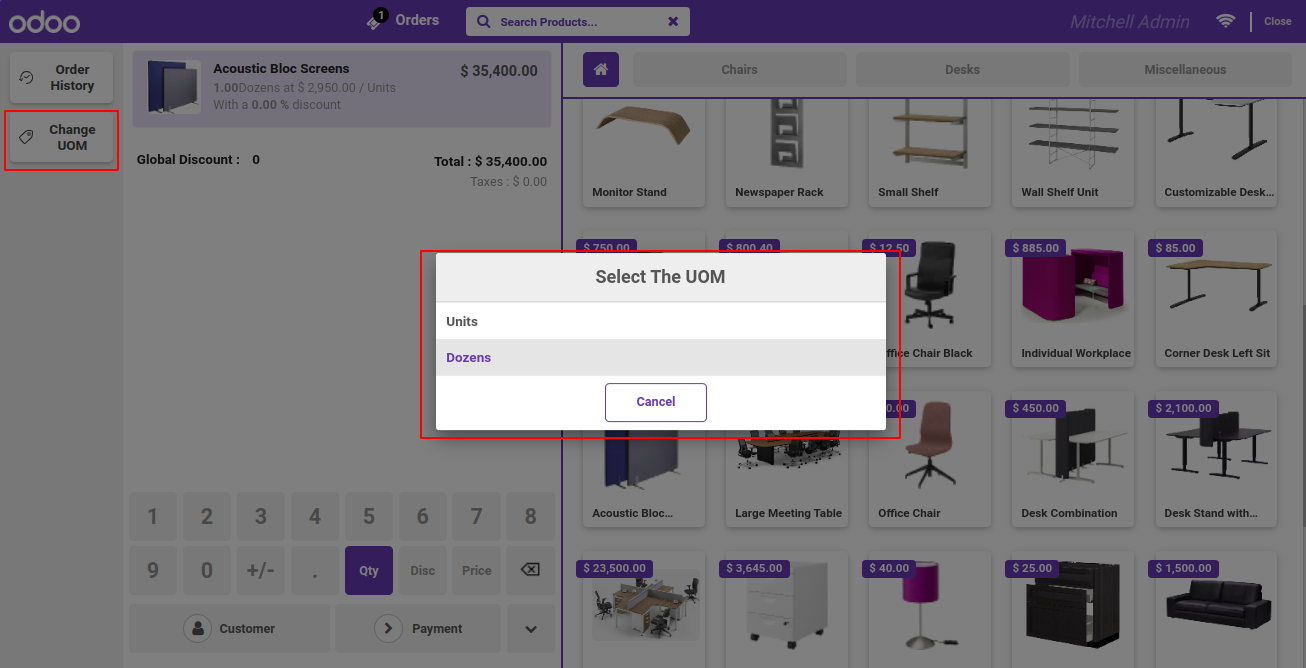 odoo
1
Orders
Search Products...
Mitchell Admin
Close
Order
History
Change
UOM
Acoustic Bloc Screens
$ 35,400.00
1.00Dozens at $ 2,950.00 / Units
With a 0.00 % discount
Global Discount : 0
Total : $ 35,400.00
Taxes : $ 0.00
Chairs
Desks
Miscellaneous
Monitor Stand
Newspaper Rack
Small Shelf
Wall Shelf Unit
Customizable Desk...
$ 750.00
$ 800.40
$ 12.50
$ 885.00
$ 85.00
ffice Chair Black
Individual Workplace
Corner Desk Left Sit
Select The UOM
Units
Dozens
Cancel
0.00
$ 450.00
$ 2,100.00
Acoustic Bloc...
Large Meeting Table
Office Chair
Desk Combination
Desk Stand with...
$ 23,500.00
$ 3,645.00
$ 40.00
$ 25.00
$ 1,500.00
1 2 3 4 5 6 7 8
9 0 +/- . Qty Disc Price
Customer
Payment